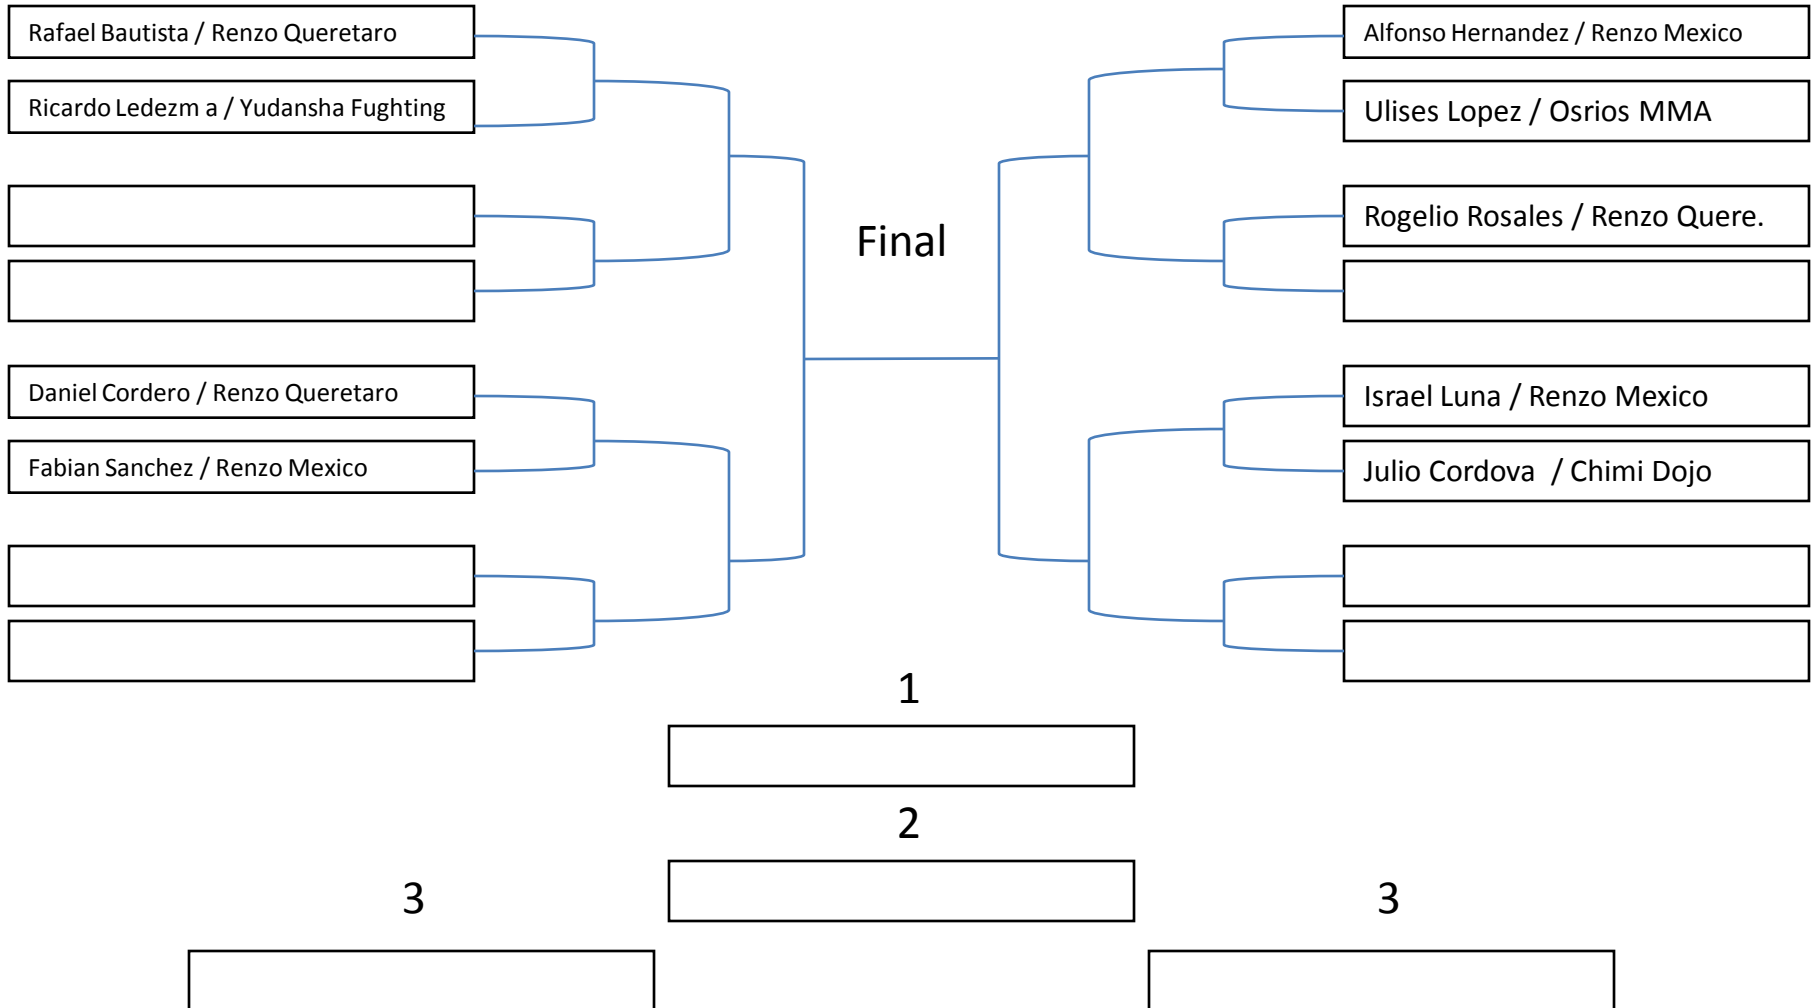 Rafael Bautista / Renzo Queretaro
Ricardo Ledezm a / Yudansha Fughting
Daniel Cordero / Renzo Queretaro
Fabian Sanchez / Renzo Mexico
Final
Alfonso Hernandez / Renzo Mexico
Ulises Lopez / Osrios MMA
Rogelio Rosales / Renzo Quere.
Israel Luna / Renzo Mexico
Julio Cordova  / Chimi Dojo
1
2
3
3